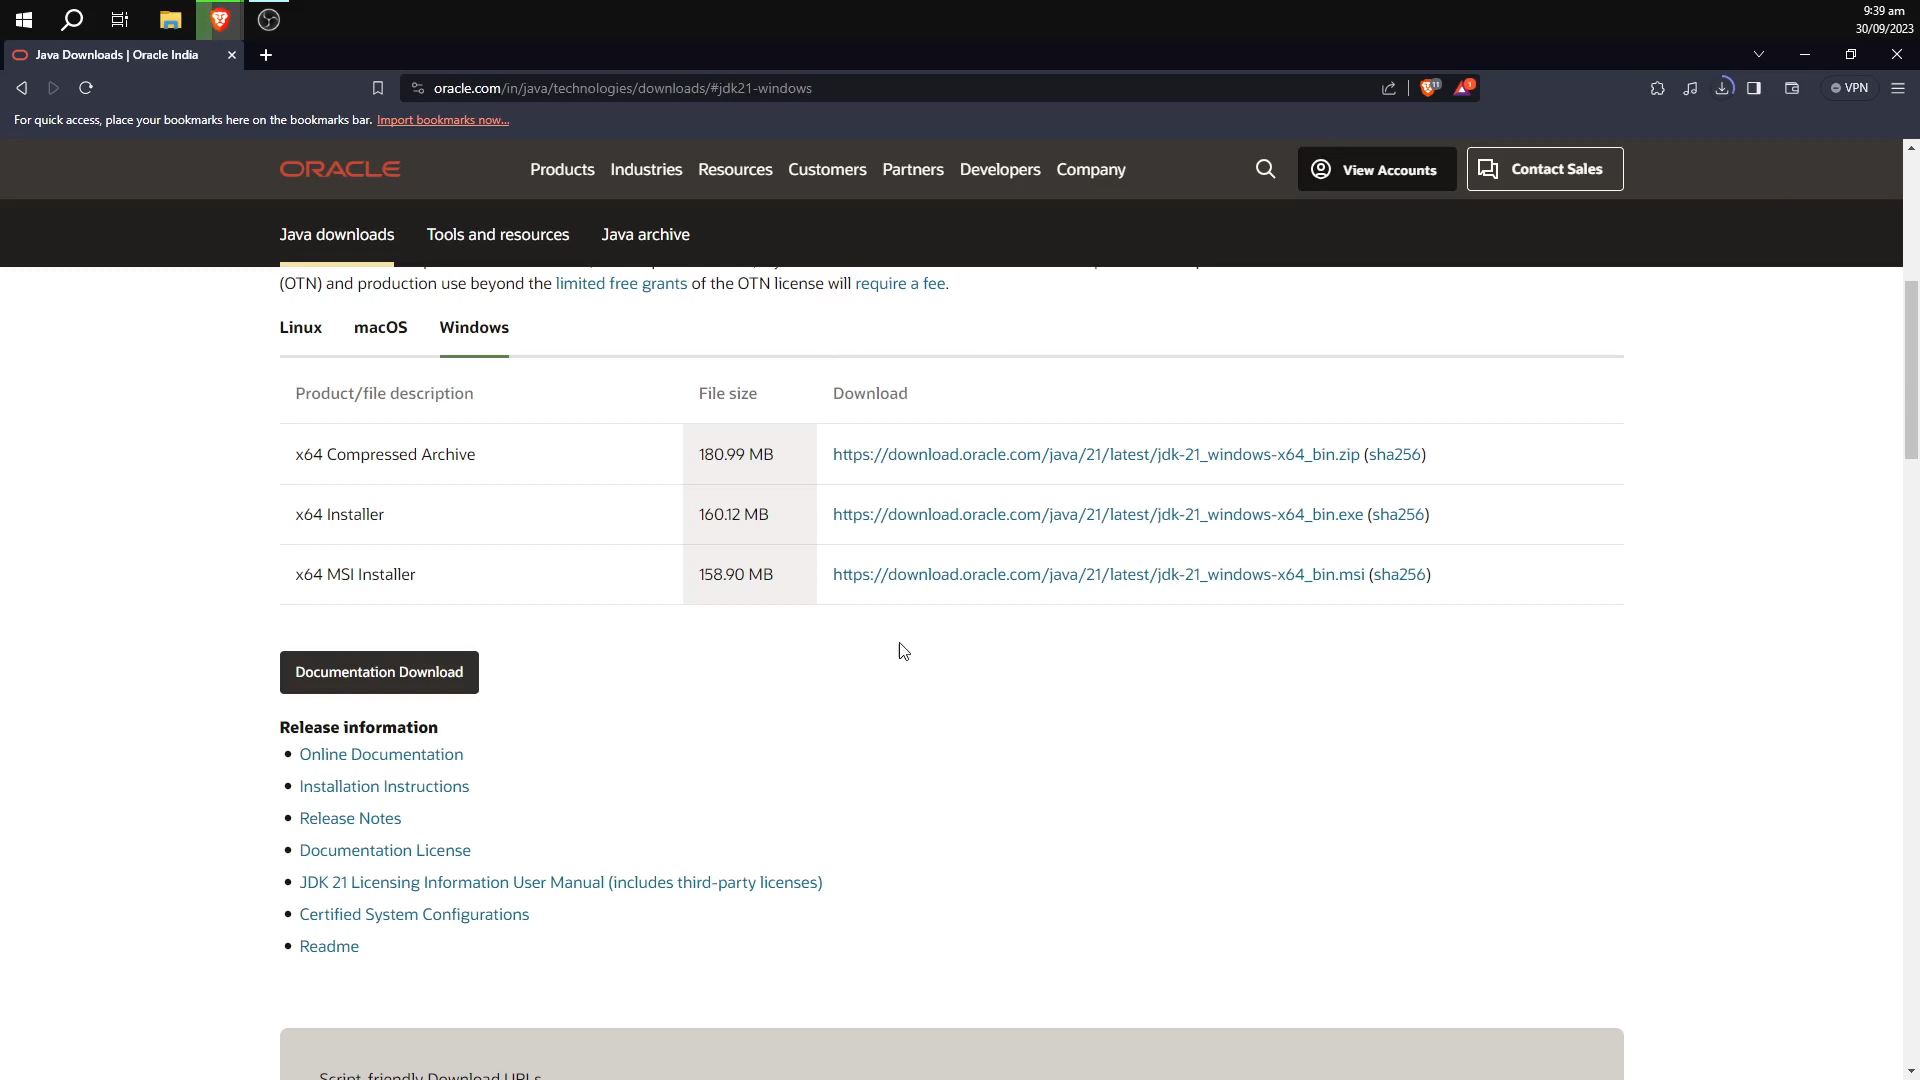 9:39 am
30/09/2023
Java Downloads | Oracle India
oracle.com/in/java/technologies/downloads/#jdk21-windows
11
1
VPN
For quick access, place your bookmarks here on the bookmarks bar. Import bookmarks now...
ORACLE
Products Industries Resources Customers Partners Developers Company
View Accounts
Contact Sales
Java downloads Tools and resources Java archive
(OTN) and production use beyond the limited free grants of the OTN license will require a fee.
Linux macOS Windows
Product/file description File size Download
x64 Compressed Archive 180.99 MB https://download.oracle.com/java/21/latest/jdk-21_windows-x64_bin.zip (sha256)
x64 Installer 160.12 MB https://download.oracle.com/java/21/latest/jdk-21_windows-x64_bin.exe (sha256)
x64 MSI Installer 158.90 MB https://download.oracle.com/java/21/latest/jdk-21_windows-x64_bin.msi (sha256)
Documentation Download
Release information
Online Documentation
Installation Instructions
Release Notes
Documentation License
JDK 21 Licensing Information User Manual (includes third-party licenses)
Certified System Configurations
Readme
Script-friendly Download URLs